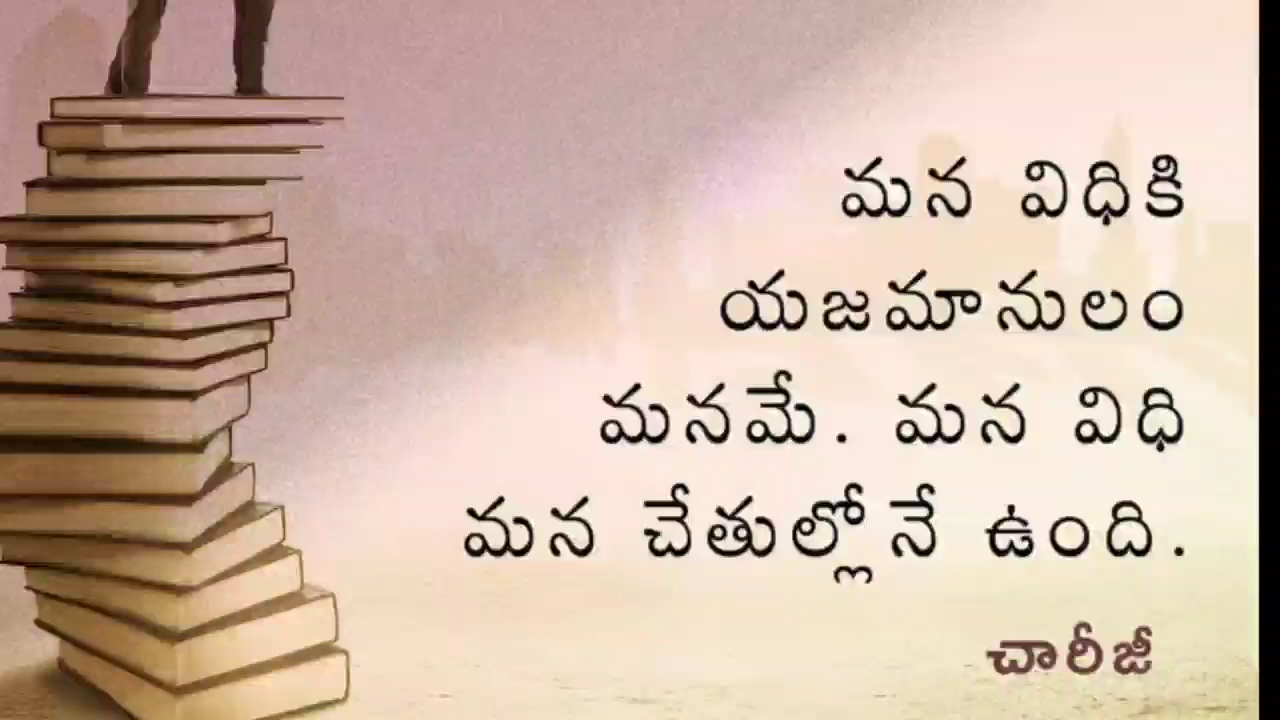 మన విధికి
యజమానులం
మనమే. మన విధి
మన చేతుల్లోనే ఉంది.
చారీజీ